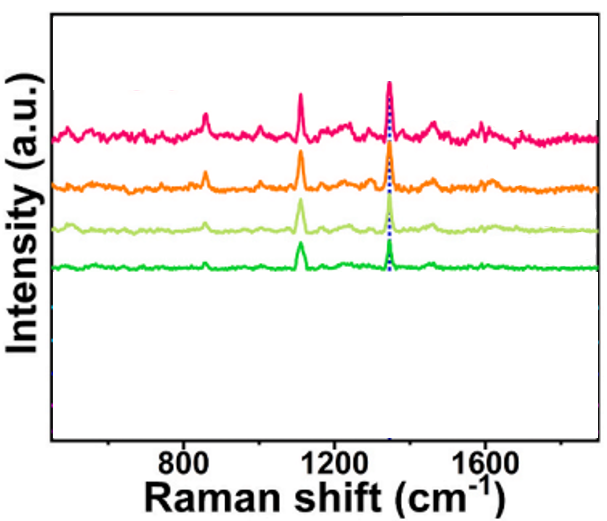 Intensity (a.u.)
800 1200 1600
Raman shift (cm⁻¹)